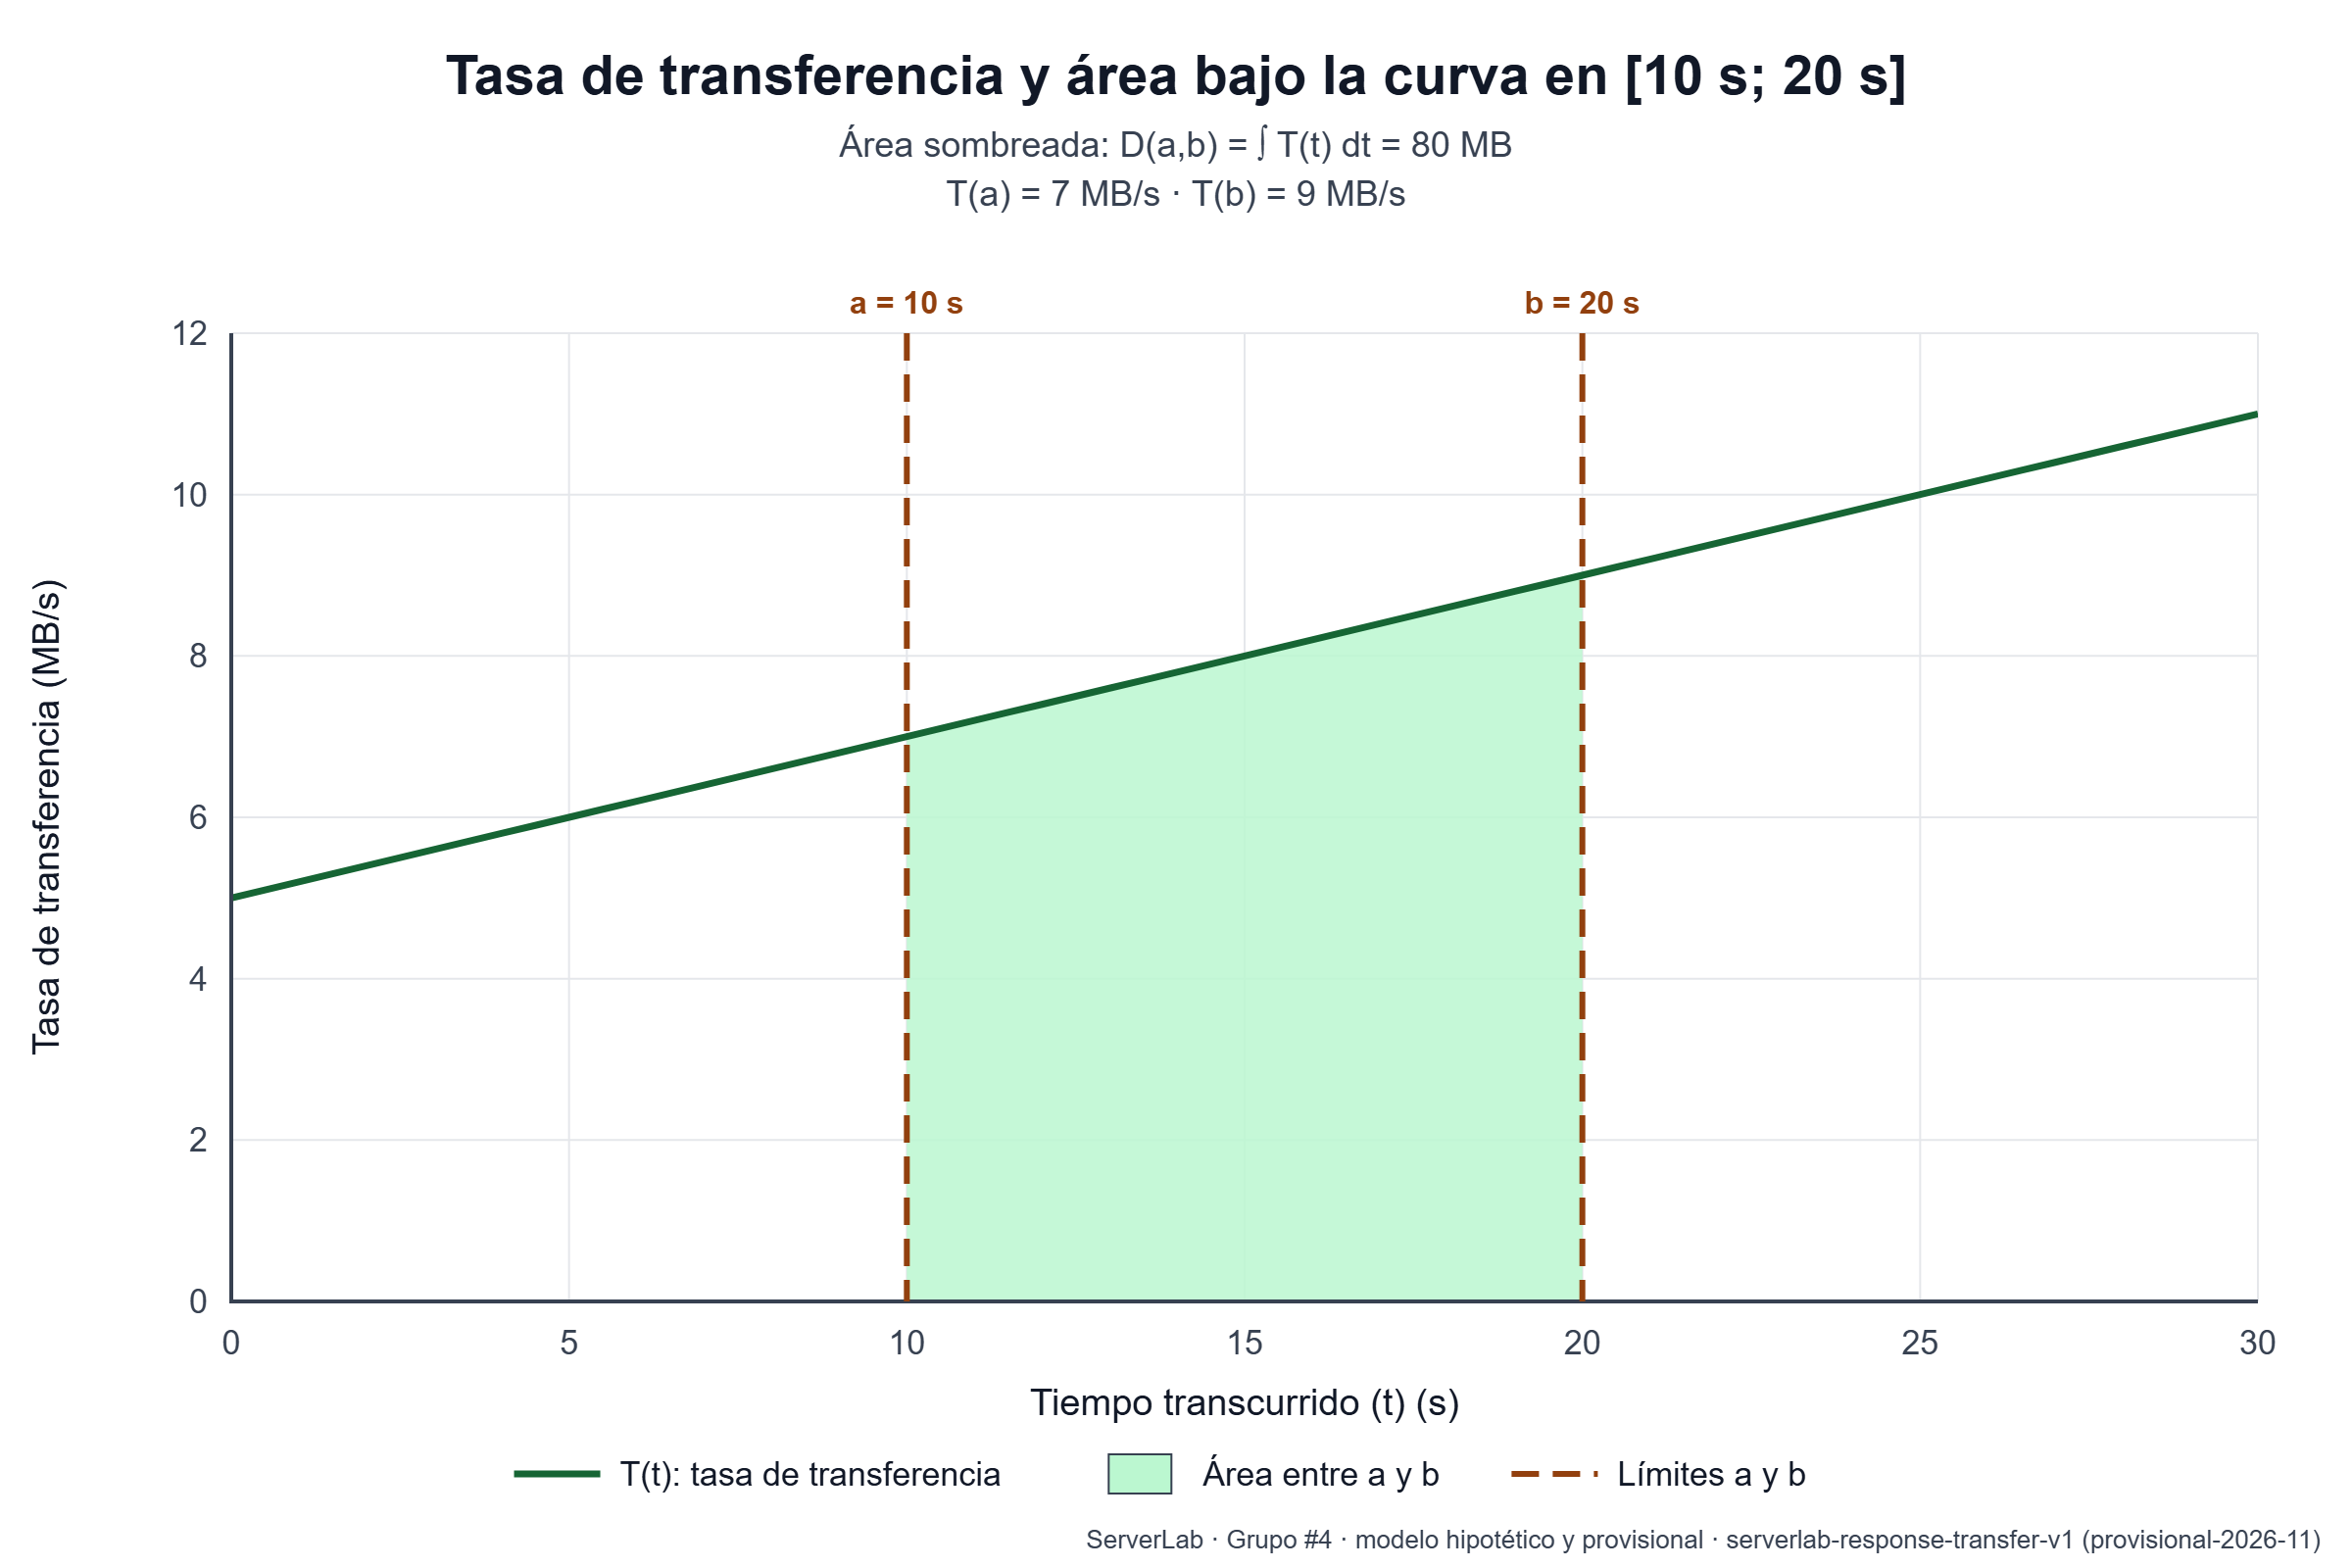 Tasa de transferencia y área bajo la curva en [10 s; 20 s]
Área sombreada: D(a,b) = ∫ T(t) dt = 80 MB
T(a) = 7 MB/s · T(b) = 9 MB/s
a = 10 s
b = 20 s
12
10
8
6
4
2
0
Tasa de transferencia (MB/s)
0 5 10 15 20 25 30
Tiempo transcurrido (t) (s)
T(t): tasa de transferencia Área entre a y b Límites a y b
ServerLab · Grupo #4 · modelo hipotético y provisional · serverlab-response-transfer-v1 (provisional-2026-11)